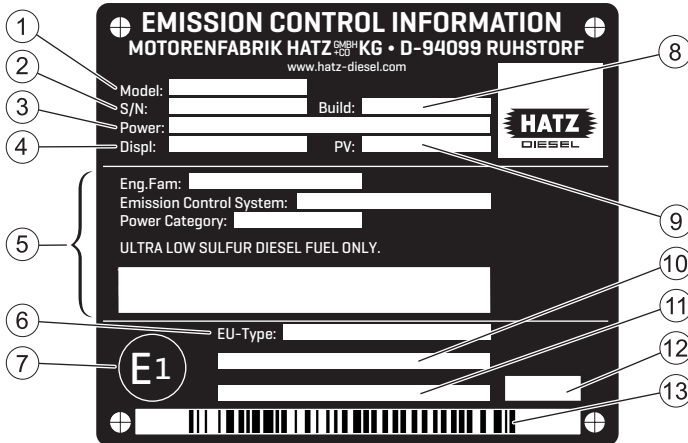 EMISSION CONTROL INFORMATION
MOTORENFABRIK HATZ GMBH +CO KG • D-94099 RUHSTORF
www.hatz-diesel.com
1 Model:
2 S/N: Build: 8
3 Power:
4 Displ: PV: 9
HATZ
DIESEL
5 Eng.Fam:
Emission Control System:
Power Category:
ULTRA LOW SULFUR DIESEL FUEL ONLY.
6 EU-Type:
7 E1
10
11
12
13